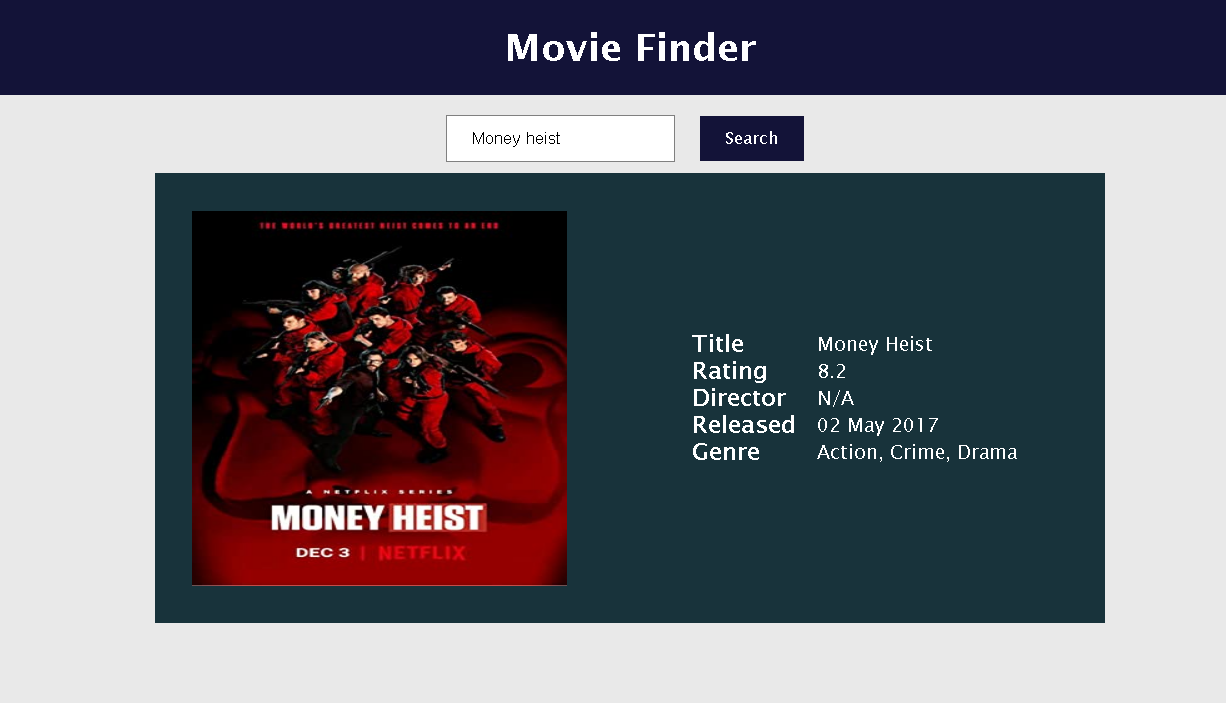 Movie Finder
Money heist
Search
THE WORLD'S GREATEST HEIST COMES TO AN END
A NETFLIX SERIES
MONEY HEIST
DEC 3 | NETFLIX
Title Money Heist
Rating 8.2
Director N/A
Released 02 May 2017
Genre Action, Crime, Drama